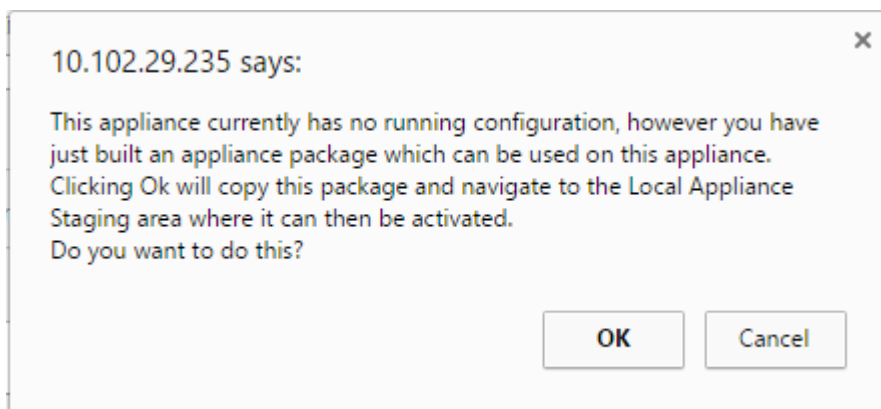 10.102.29.235 says:
This appliance currently has no running configuration, however you have
just built an appliance package which can be used on this appliance.
Clicking Ok will copy this package and navigate to the Local Appliance
Staging area where it can then be activated.
Do you want to do this?
OK
Cancel